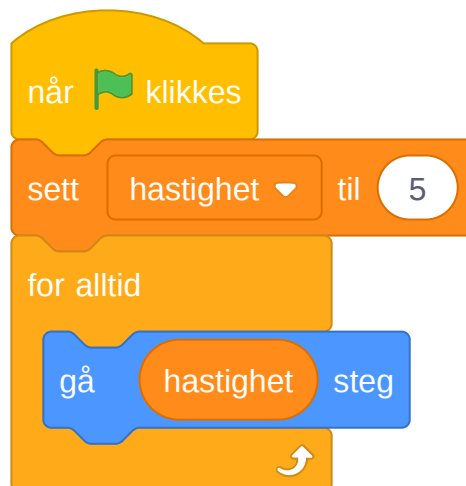 når klikkes
sett hastighet til 5
for alltid
gå hastighet steg